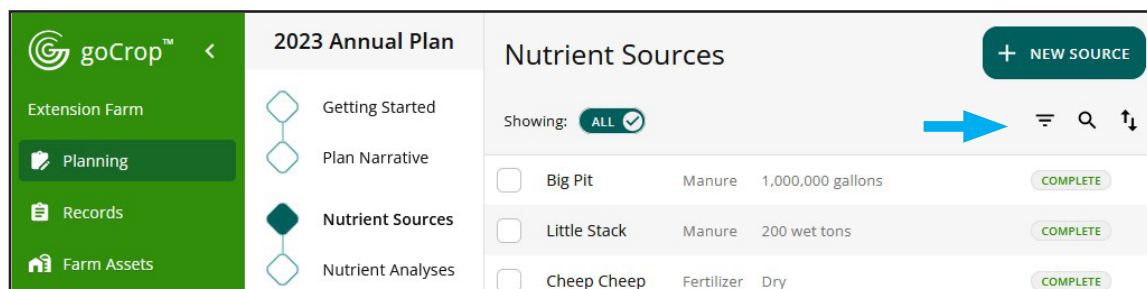 goCrop™
Extension Farm
Planning
Records
Farm Assets
2023 Annual Plan
Getting Started
Plan Narrative
Nutrient Sources
Nutrient Analyses
Nutrient Sources
+ NEW SOURCE
Showing: ALL
Big Pit Manure 1,000,000 gallons COMPLETE
Little Stack Manure 200 wet tons COMPLETE
Cheep Cheep Fertilizer Dry COMPLETE